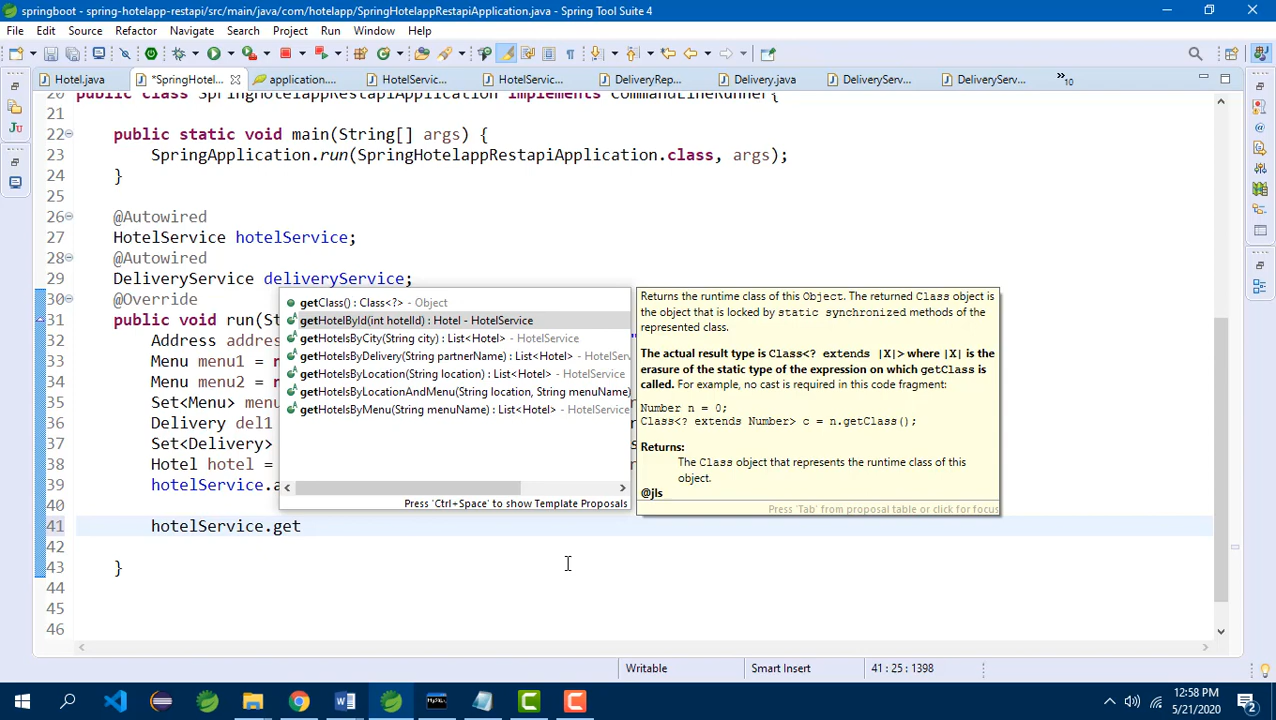 springboot - spring-hotelapp-restapi/src/main/java/com/hotelapp/SpringHotelappRestapiApplication.java - Spring Tool Suite 4
File Edit Source Refactor Navigate Search Project Run Window Help
Hotel.java *SpringHotel... application.... HotelServic... HotelServic... DeliveryRep... Delivery.java DeliveryServ... DeliveryServ... »10
20 public class SpringHotelappRestapiApplication implements CommandLineRunner{
21
22 public static void main(String[] args) {
23 SpringApplication.run(SpringHotelappRestapiApplication.class, args);
24 }
25
26 @Autowired
27 HotelService hotelService;
28 @Autowired
29 DeliveryService deliveryService;
30 @Override
31 public void run(St
32 Address addres
33 Menu menu1 = n
34 Menu menu2 = n
35 Set<Menu> menu
36 Delivery del1
37 Set<Delivery>
38 Hotel hotel =
39 hotelService.a
40
41 hotelService.get
42
43 }
44
45
46
getClass() : Class<?> - Object
getHotelById(int hotelId) : Hotel - HotelService
getHotelsByCity(String city) : List<Hotel> - HotelService
getHotelsByDelivery(String partnerName) : List<Hotel> - HotelServ
getHotelsByLocation(String location) : List<Hotel> - HotelService
getHotelsByLocationAndMenu(String location, String menuName)
getHotelsByMenu(String menuName) : List<Hotel> - HotelService
Press 'Ctrl+Space' to show Template Proposals
Returns the runtime class of this Object. The returned Class object is
the object that is locked by static synchronized methods of the
represented class.
The actual result type is Class<? extends |X|> where |X| is the
erasure of the static type of the expression on which getClass is
called. For example, no cast is required in this code fragment:
Number n = 0;
Class<? extends Number> c = n.getClass();
Returns:
The Class object that represents the runtime class of this
object.
@jls
Press 'Tab' from proposal table or click for focus
Writable Smart Insert 41 : 25 : 1398
12:58 PM
5/21/2020
2